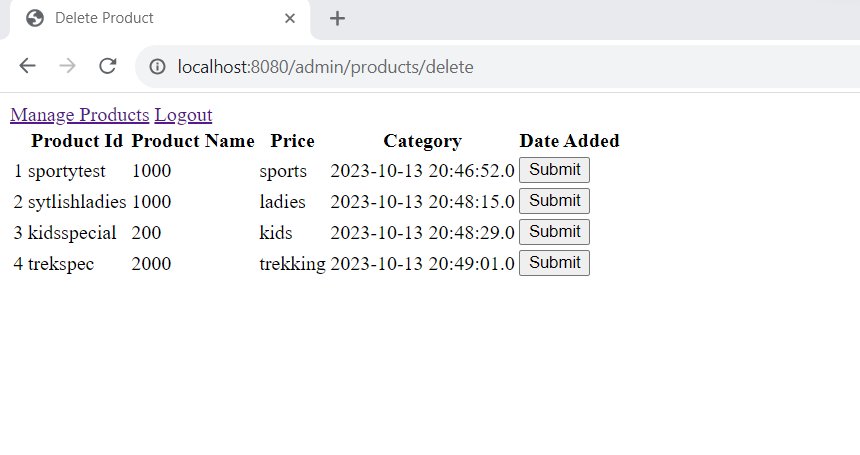 Delete Product
localhost:8080/admin/products/delete
Manage Products Logout
Product Id Product Name Price Category Date Added
1 sportytest 1000 sports 2023-10-13 20:46:52.0 Submit
2 sytlishladies 1000 ladies 2023-10-13 20:48:15.0 Submit
3 kidsspecial 200 kids 2023-10-13 20:48:29.0 Submit
4 trekspec 2000 trekking 2023-10-13 20:49:01.0 Submit